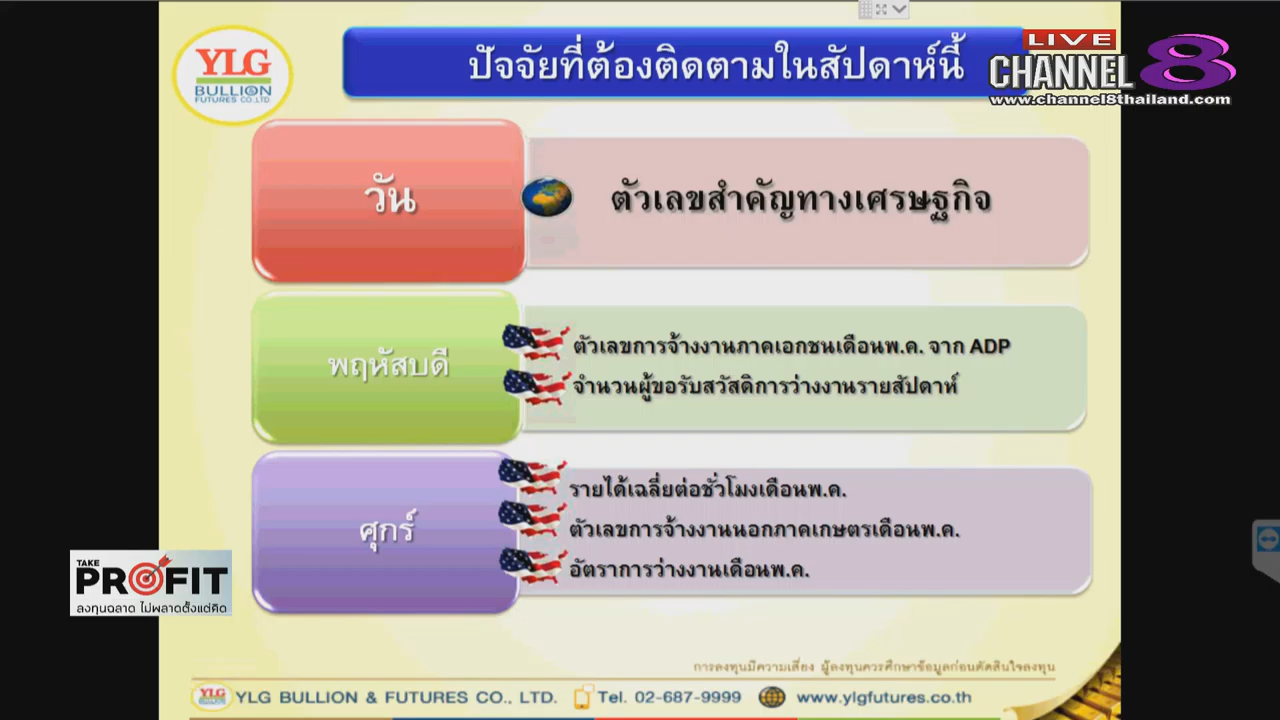 YLG
BULLION
FUTURES CO.,LTD.
ปัจจัยที่ต้องติดตามในสัปดาห์นี้
LIVE
CHANNEL 8
www.channel8thailand.com
วัน
ตัวเลขสำคัญทางเศรษฐกิจ
พฤหัสบดี
ตัวเลขการจ้างงานภาคเอกชนเดือนพ.ค. จาก ADP
จำนวนผู้ขอรับสวัสดิการว่างงานรายสัปดาห์
ศุกร์
รายได้เฉลี่ยต่อชั่วโมงเดือนพ.ค.
ตัวเลขการจ้างงานนอกภาคเกษตรเดือนพ.ค.
อัตราการว่างงานเดือนพ.ค.
TAKE
PROFIT
ลงทุนฉลาด ไม่พลาดตั้งแต่คิด
การลงทุนมีความเสี่ยง ผู้ลงทุนควรศึกษาข้อมูลก่อนตัดสินใจลงทุน
YLG BULLION & FUTURES CO., LTD. Tel. 02-687-9999 www.ylgfutures.co.th